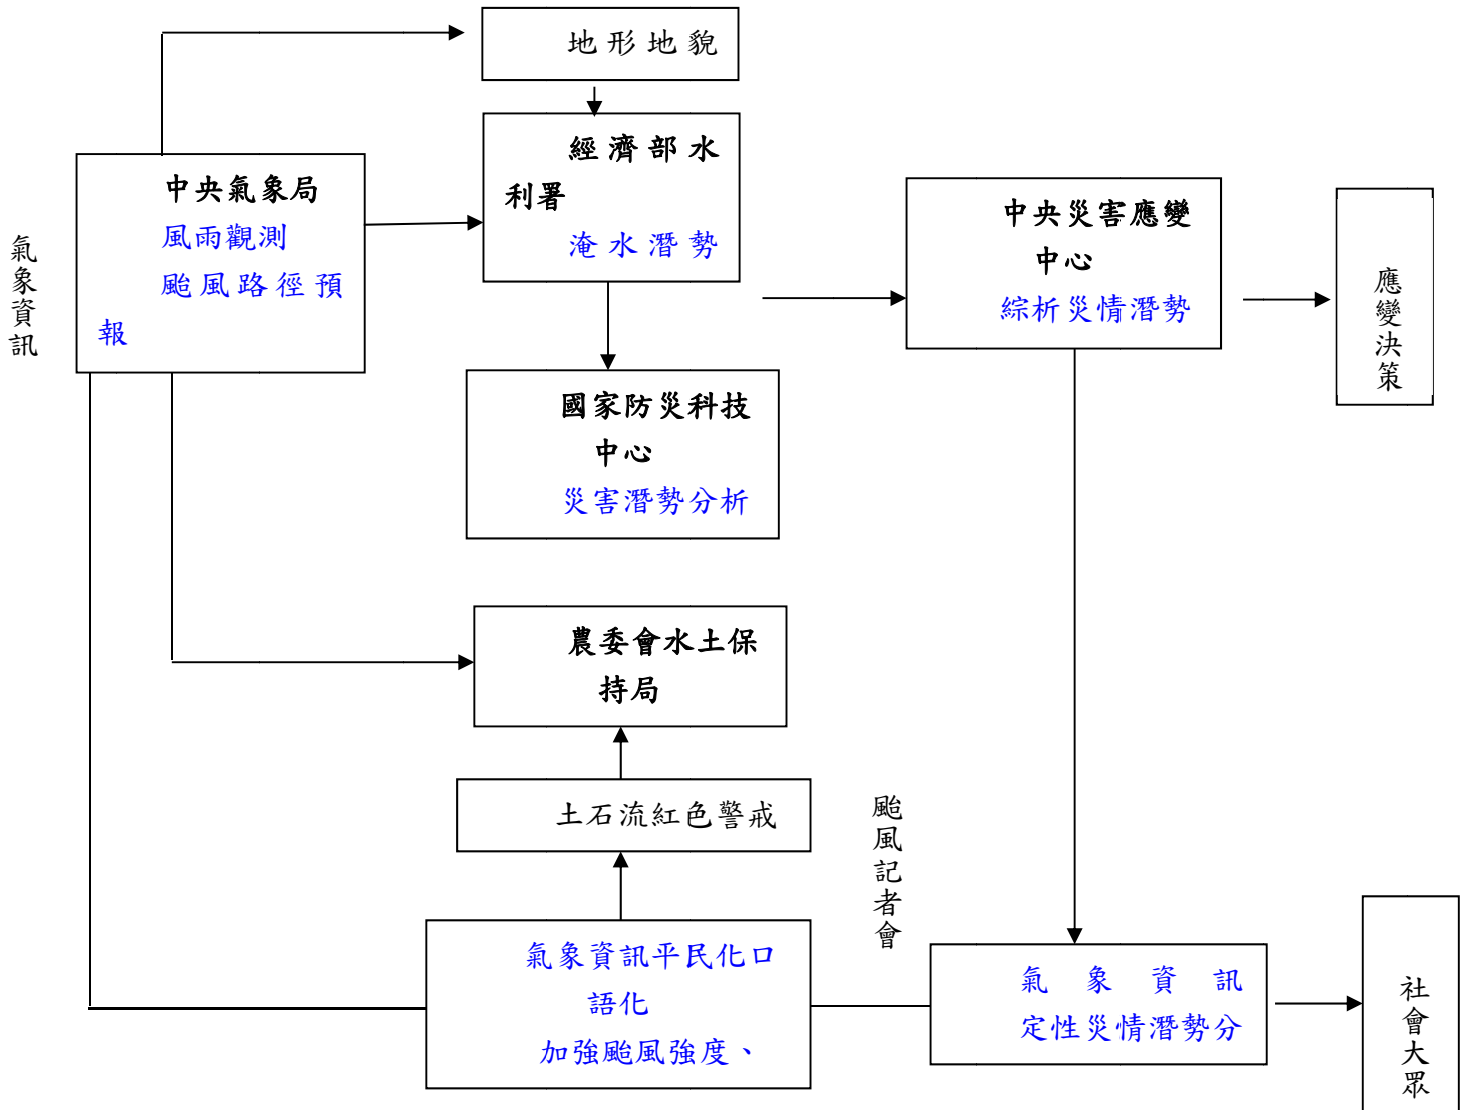 地形地貌
經濟部水
利署
淹水潛勢
中央氣象局
風雨觀測
颱風路徑預
報
氣象資訊
中央災害應變
中心
綜析災情潛勢
應變決策
國家防災科技
中心
災害潛勢分析
農委會水土保
持局
土石流紅色警戒
颱風記者會
氣象資訊平民化口
語化
加強颱風強度、
氣象資訊
定性災情潛勢分
社會大眾